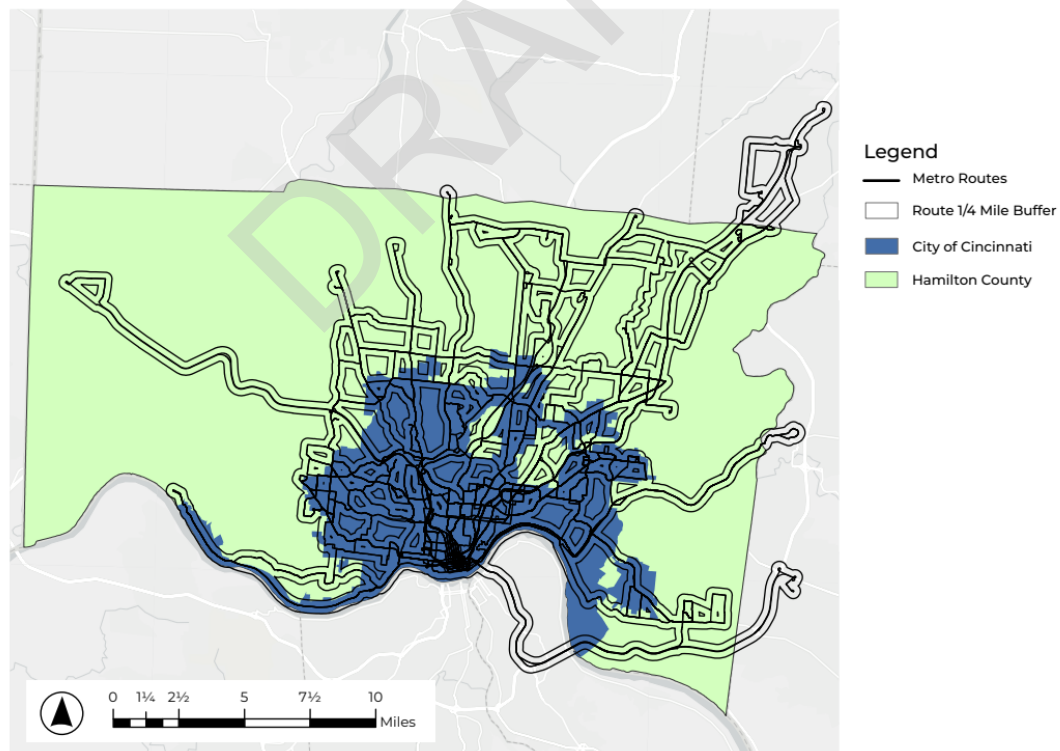 DRA
Legend
Metro Routes
Route 1/4 Mile Buffer
City of Cincinnati
Hamilton County
0 1¼ 2½ 5 7½ 10
Miles